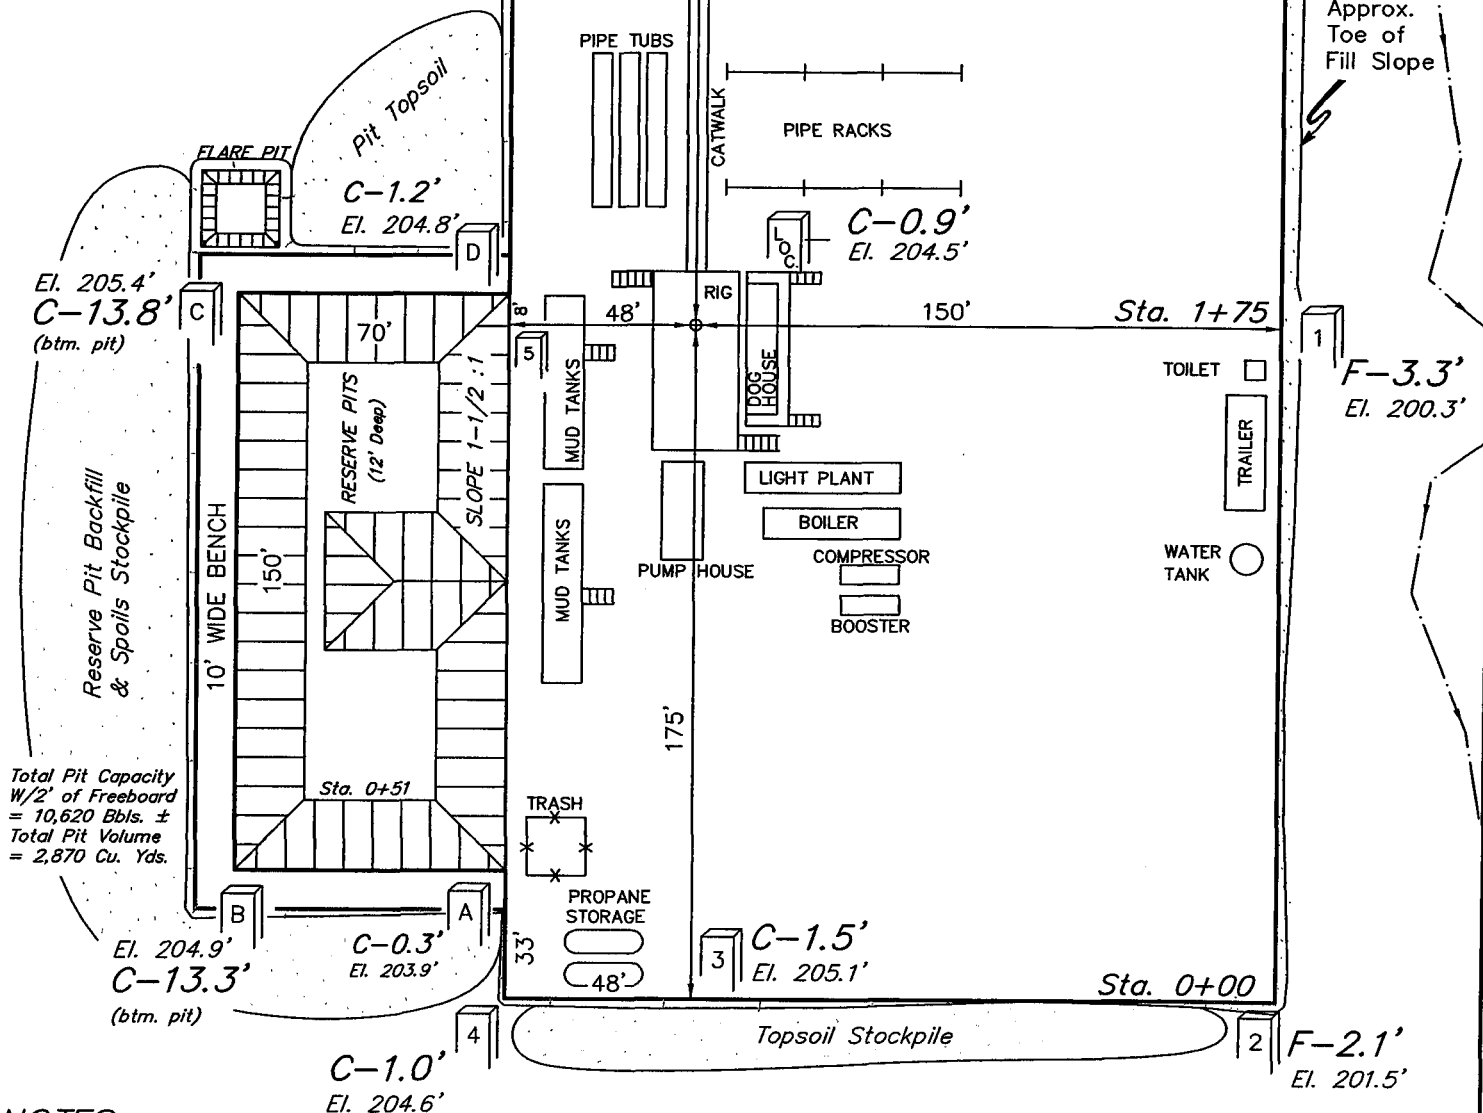 Approx.
Toe of
Fill Slope
PIPE TUBS
CATWALK
PIPE RACKS
Pit Topsoil
FLARE PIT
C-1.2'
El. 204.8'
D
C-0.9'
El. 204.5'
LOC.
El. 205.4'
C-13.8'
(btm. pit)
C
RIG
8'
48'
150'
Sta. 1+75
1
F-3.3'
El. 200.3'
70'
5
MUD TANKS
DOG
HOUSE
TOILET
TRAILER
RESERVE PITS
(12' Deep)
SLOPE 1-1/2 :1
LIGHT PLANT
BOILER
COMPRESSOR
BOOSTER
PUMP HOUSE
MUD TANKS
WATER
TANK
Reserve Pit Backfill
& Spoils Stockpile
10' WIDE BENCH
150'
175'
Total Pit Capacity
W/2' of Freeboard
= 10,620 Bbls. ±
Total Pit Volume
= 2,870 Cu. Yds.
Sta. 0+51
TRASH
PROPANE
STORAGE
B
A
El. 204.9'
C-13.3'
(btm. pit)
C-0.3'
El. 203.9'
33'
48'
3
C-1.5'
El. 205.1'
Sta. 0+00
4
C-1.0'
El. 204.6'
Topsoil Stockpile
2
F-2.1'
El. 201.5'